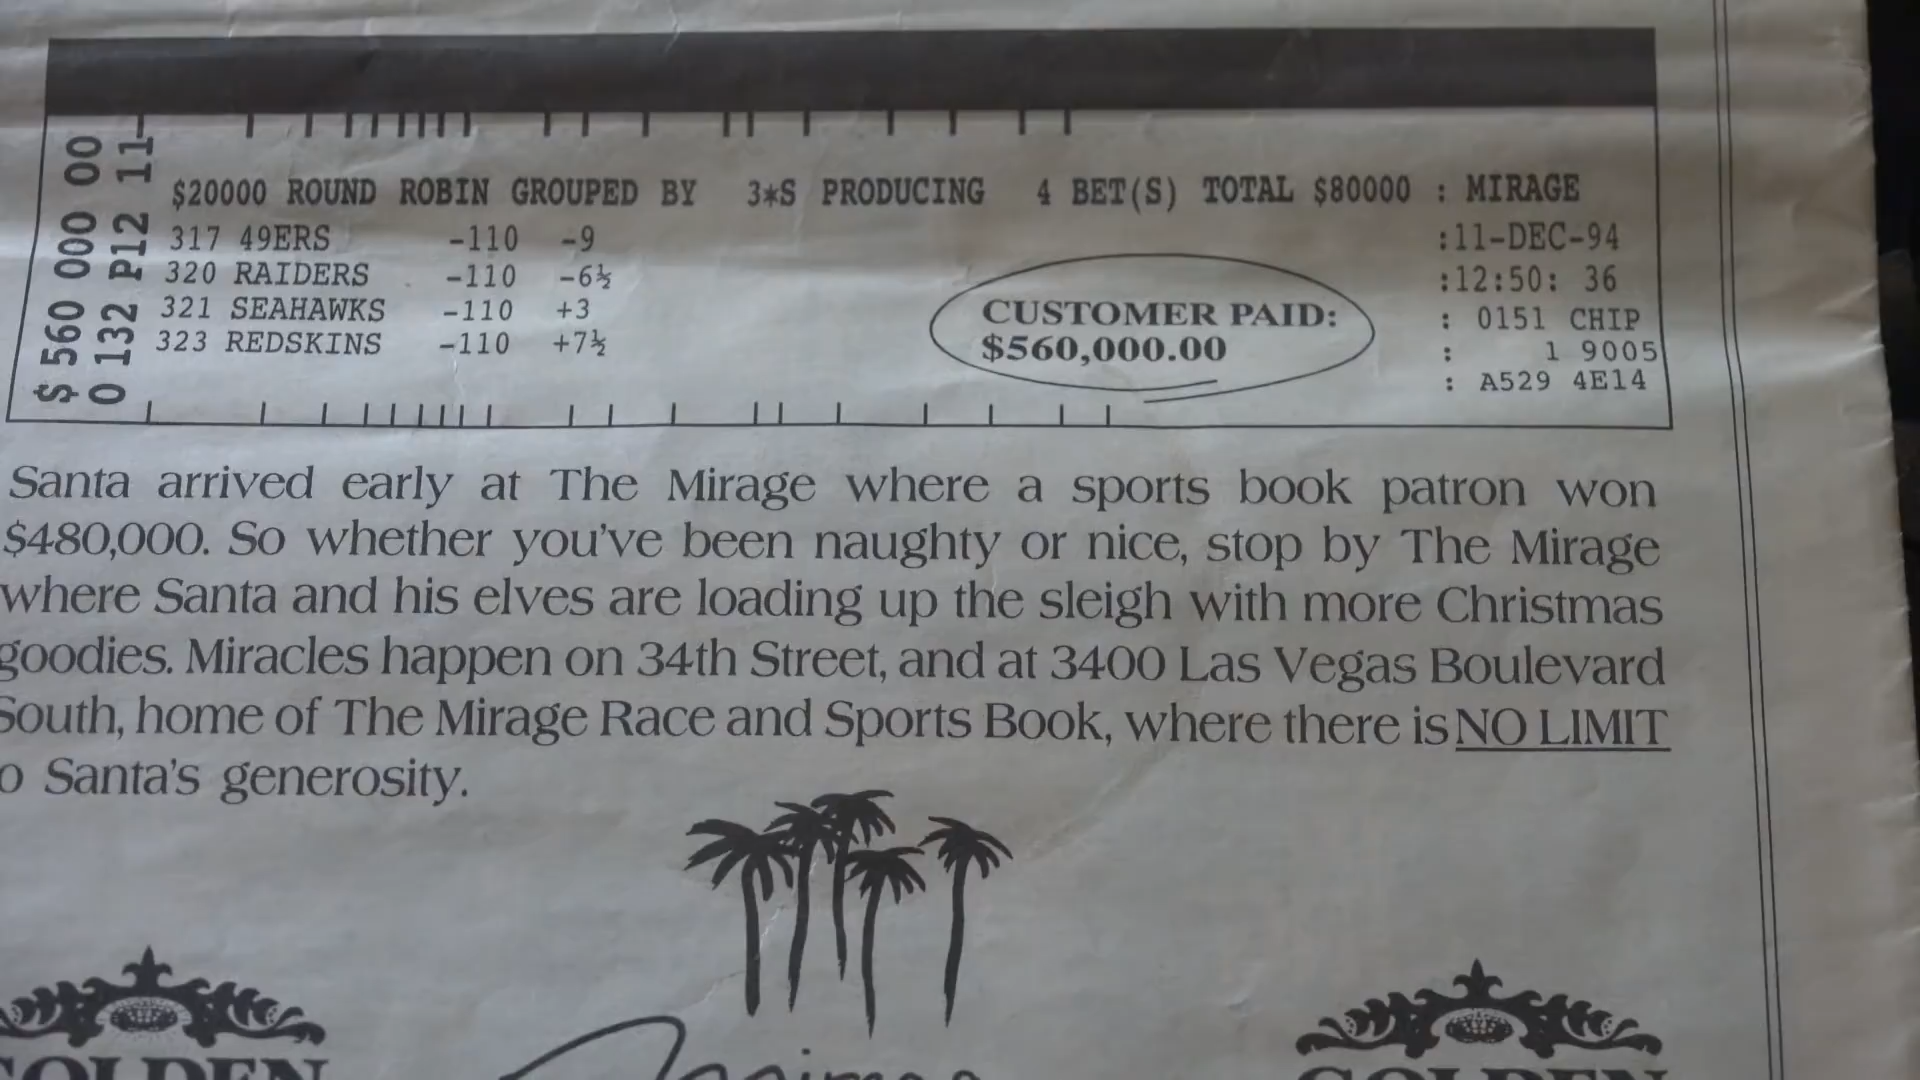 $ 560 000 00
0 132 P12 11-
$20000 ROUND ROBIN GROUPED BY 3*S PRODUCING 4 BET(S) TOTAL $80000 : MIRAGE
317 49ERS -110 -9 :11-DEC-94
320 RAIDERS -110 -6½ :12:50: 36
321 SEAHAWKS -110 +3 : 0151 CHIP
323 REDSKINS -110 +7½ : 1 9005
: A529 4E14
CUSTOMER PAID:
$560,000.00
Santa arrived early at The Mirage where a sports book patron won
$480,000. So whether you've been naughty or nice, stop by The Mirage
where Santa and his elves are loading up the sleigh with more Christmas
goodies. Miracles happen on 34th Street, and at 3400 Las Vegas Boulevard
South, home of The Mirage Race and Sports Book, where there is NO LIMIT
o Santa's generosity.
GOLDEN GOLDEN